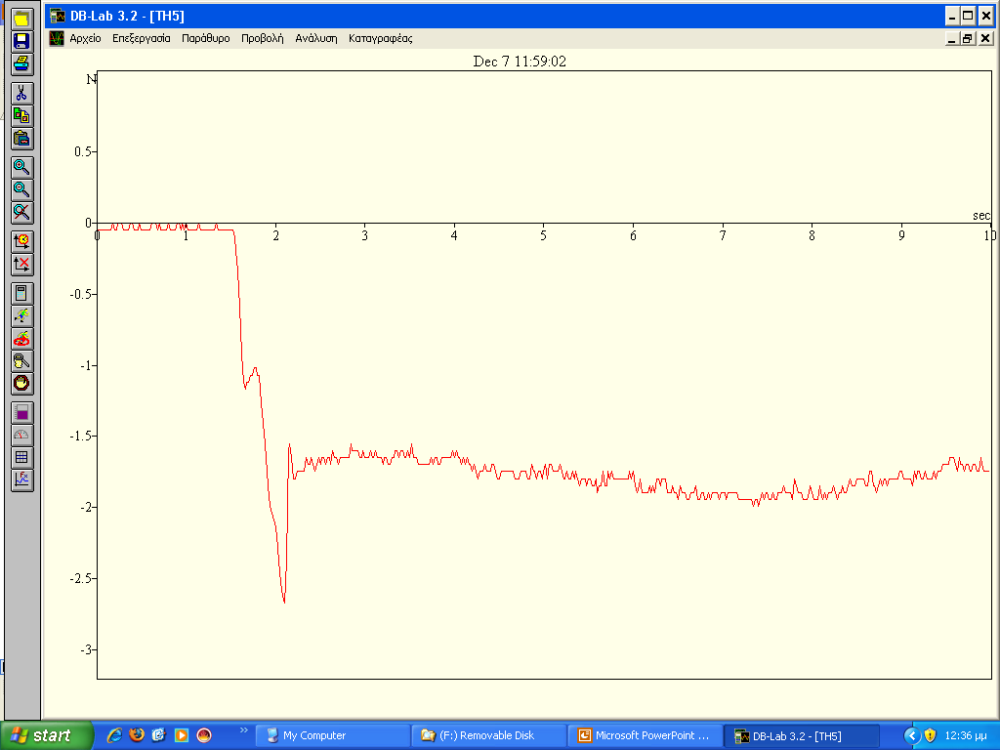 DB-Lab 3.2 - [TH5]
Αρχείο Επεξεργασία Παράθυρο Προβολή Ανάλυση Καταγραφέας
Dec 7 11:59:02
N
0.5
0
sec
0 1 2 3 4 5 6 7 8 9 10
-0.5
-1
-1.5
-2
-2.5
-3
start My Computer (F:) Removable Disk Microsoft PowerPoint ... DB-Lab 3.2 - [TH5] 12:36 μμ